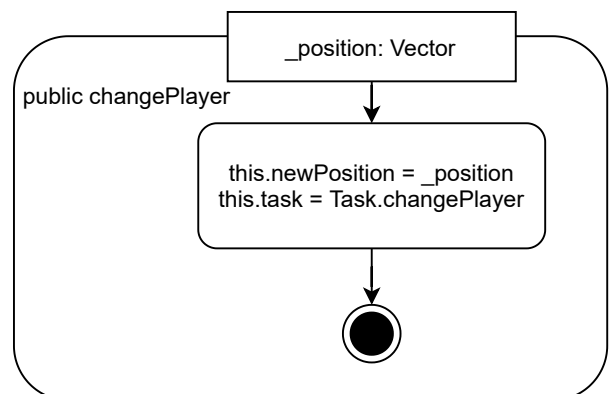 _position: Vector
public changePlayer
this.newPosition = _position
this.task = Task.changePlayer